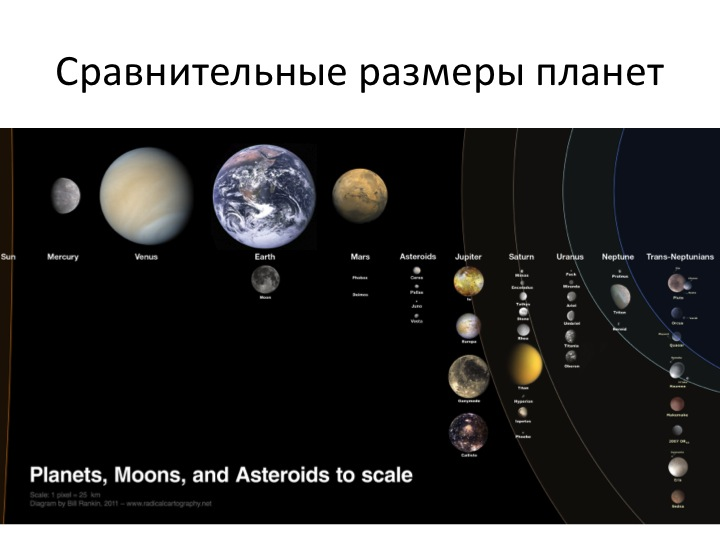 Сравнительные размеры планет
Sun Mercury Venus Earth Mars Asteroids Jupiter Saturn Uranus Neptune Trans-Neptunians
Moon
Phobos
Deimos
Ceres
Pallas
Juno
Vesta
Io
Europa
Ganymede
Callisto
Mimas
Enceladus
Tethys
Dione
Rhea
Titan
Hyperion
Iapetus
Phoebe
Puck
Miranda
Ariel
Umbriel
Titania
Oberon
Proteus
Triton
Nereid
Pluto
Orcus
Quaoar
Haumea
Makemake
Eris
Sedna
Planets, Moons, and Asteroids to scale
Scale: 1 pixel = 25 km
Diagram by Bill Rankin, 2011 – www.radicalcartography.net